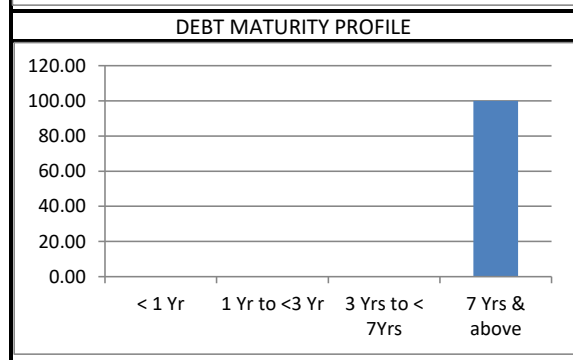 DEBT MATURITY PROFILE
120.00
100.00
80.00
60.00
40.00
20.00
0.00
< 1 Yr
1 Yr to <3 Yr
3 Yrs to <
7Yrs
7 Yrs &
above